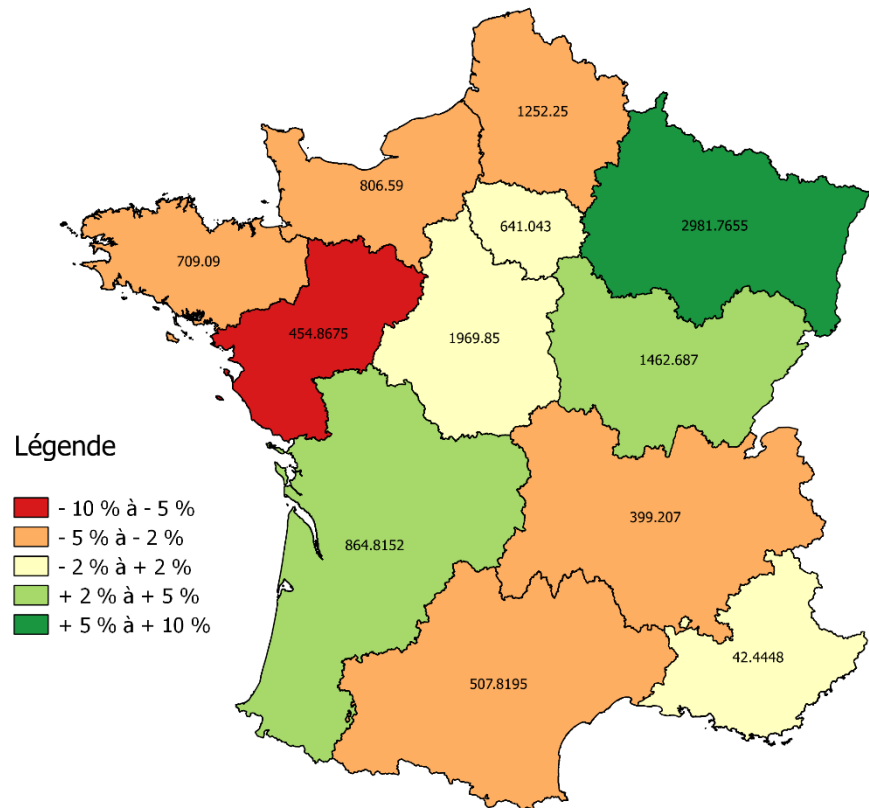 1252.25
806.59
641.043
2981.7655
709.09
454.8675
1969.85
1462.687
Légende
- 10 % à - 5 %
- 5 % à - 2 %
- 2 % à + 2 %
+ 2 % à + 5 %
+ 5 % à + 10 %
399.207
864.8152
42.4448
507.8195